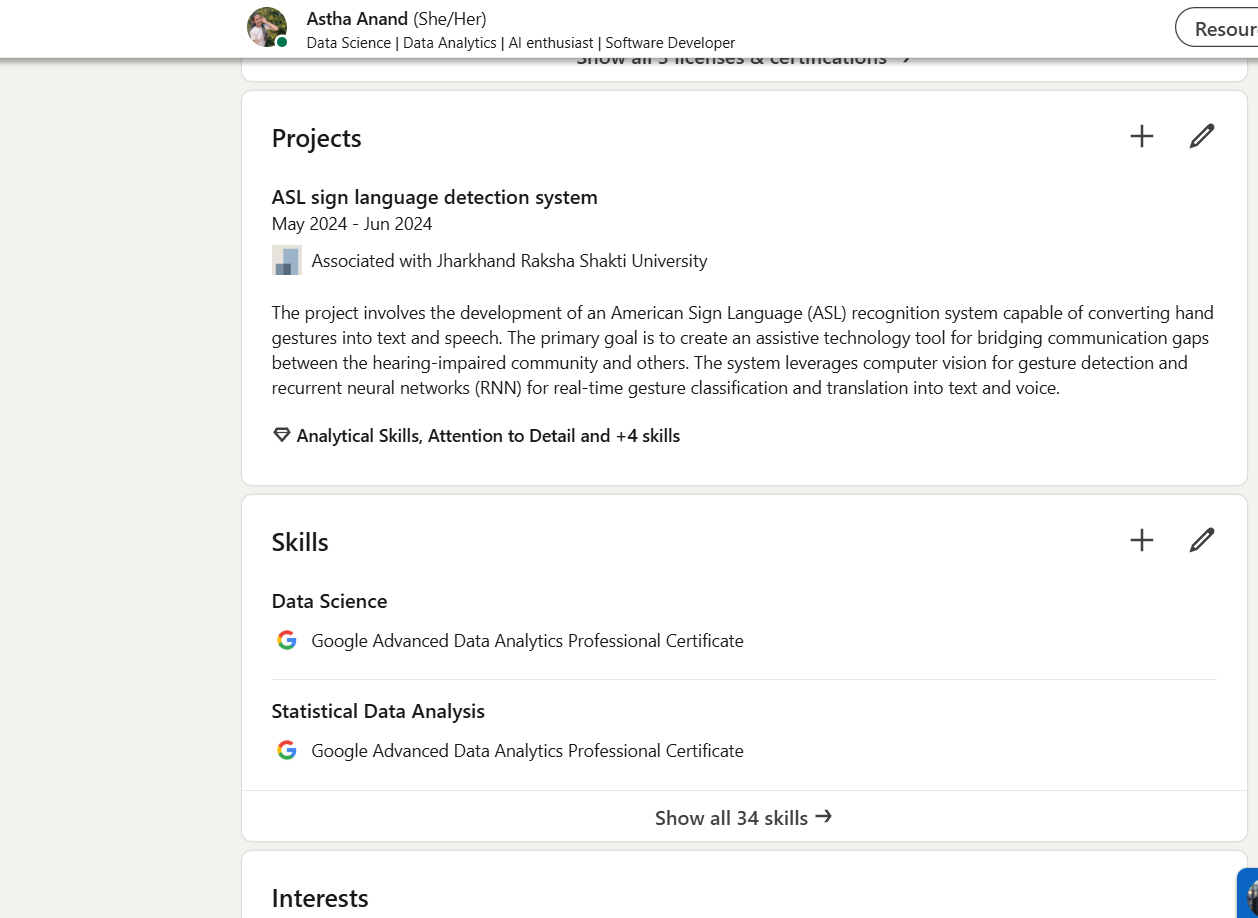 Astha Anand (She/Her)
Data Science | Data Analytics | AI enthusiast | Software Developer
Resour
Show all 5 licenses & certifications →
Projects
ASL sign language detection system
May 2024 - Jun 2024
Associated with Jharkhand Raksha Shakti University
The project involves the development of an American Sign Language (ASL) recognition system capable of converting hand
gestures into text and speech. The primary goal is to create an assistive technology tool for bridging communication gaps
between the hearing-impaired community and others. The system leverages computer vision for gesture detection and
recurrent neural networks (RNN) for real-time gesture classification and translation into text and voice.
Analytical Skills, Attention to Detail and +4 skills
Skills
Data Science
Google Advanced Data Analytics Professional Certificate
Statistical Data Analysis
Google Advanced Data Analytics Professional Certificate
Show all 34 skills →
Interests